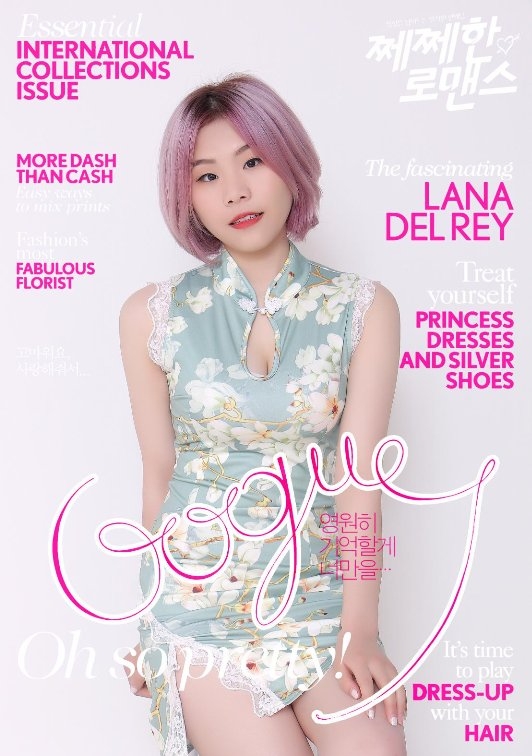 Essential
INTERNATIONAL
COLLECTIONS
ISSUE
쩨쩨한
로맨스
MORE DASH
THAN CASH
Easy ways
to mix prints
The fascinating
LANA
DEL REY
Fashion's
most
FABULOUS
FLORIST
Treat
yourself
PRINCESS
DRESSES
AND SILVER
SHOES
고마워요,
사랑해줘서...
Vogue
영원히
기억할게
너만을...
Oh so pretty!
It's time
to play
DRESS-UP
with your
HAIR